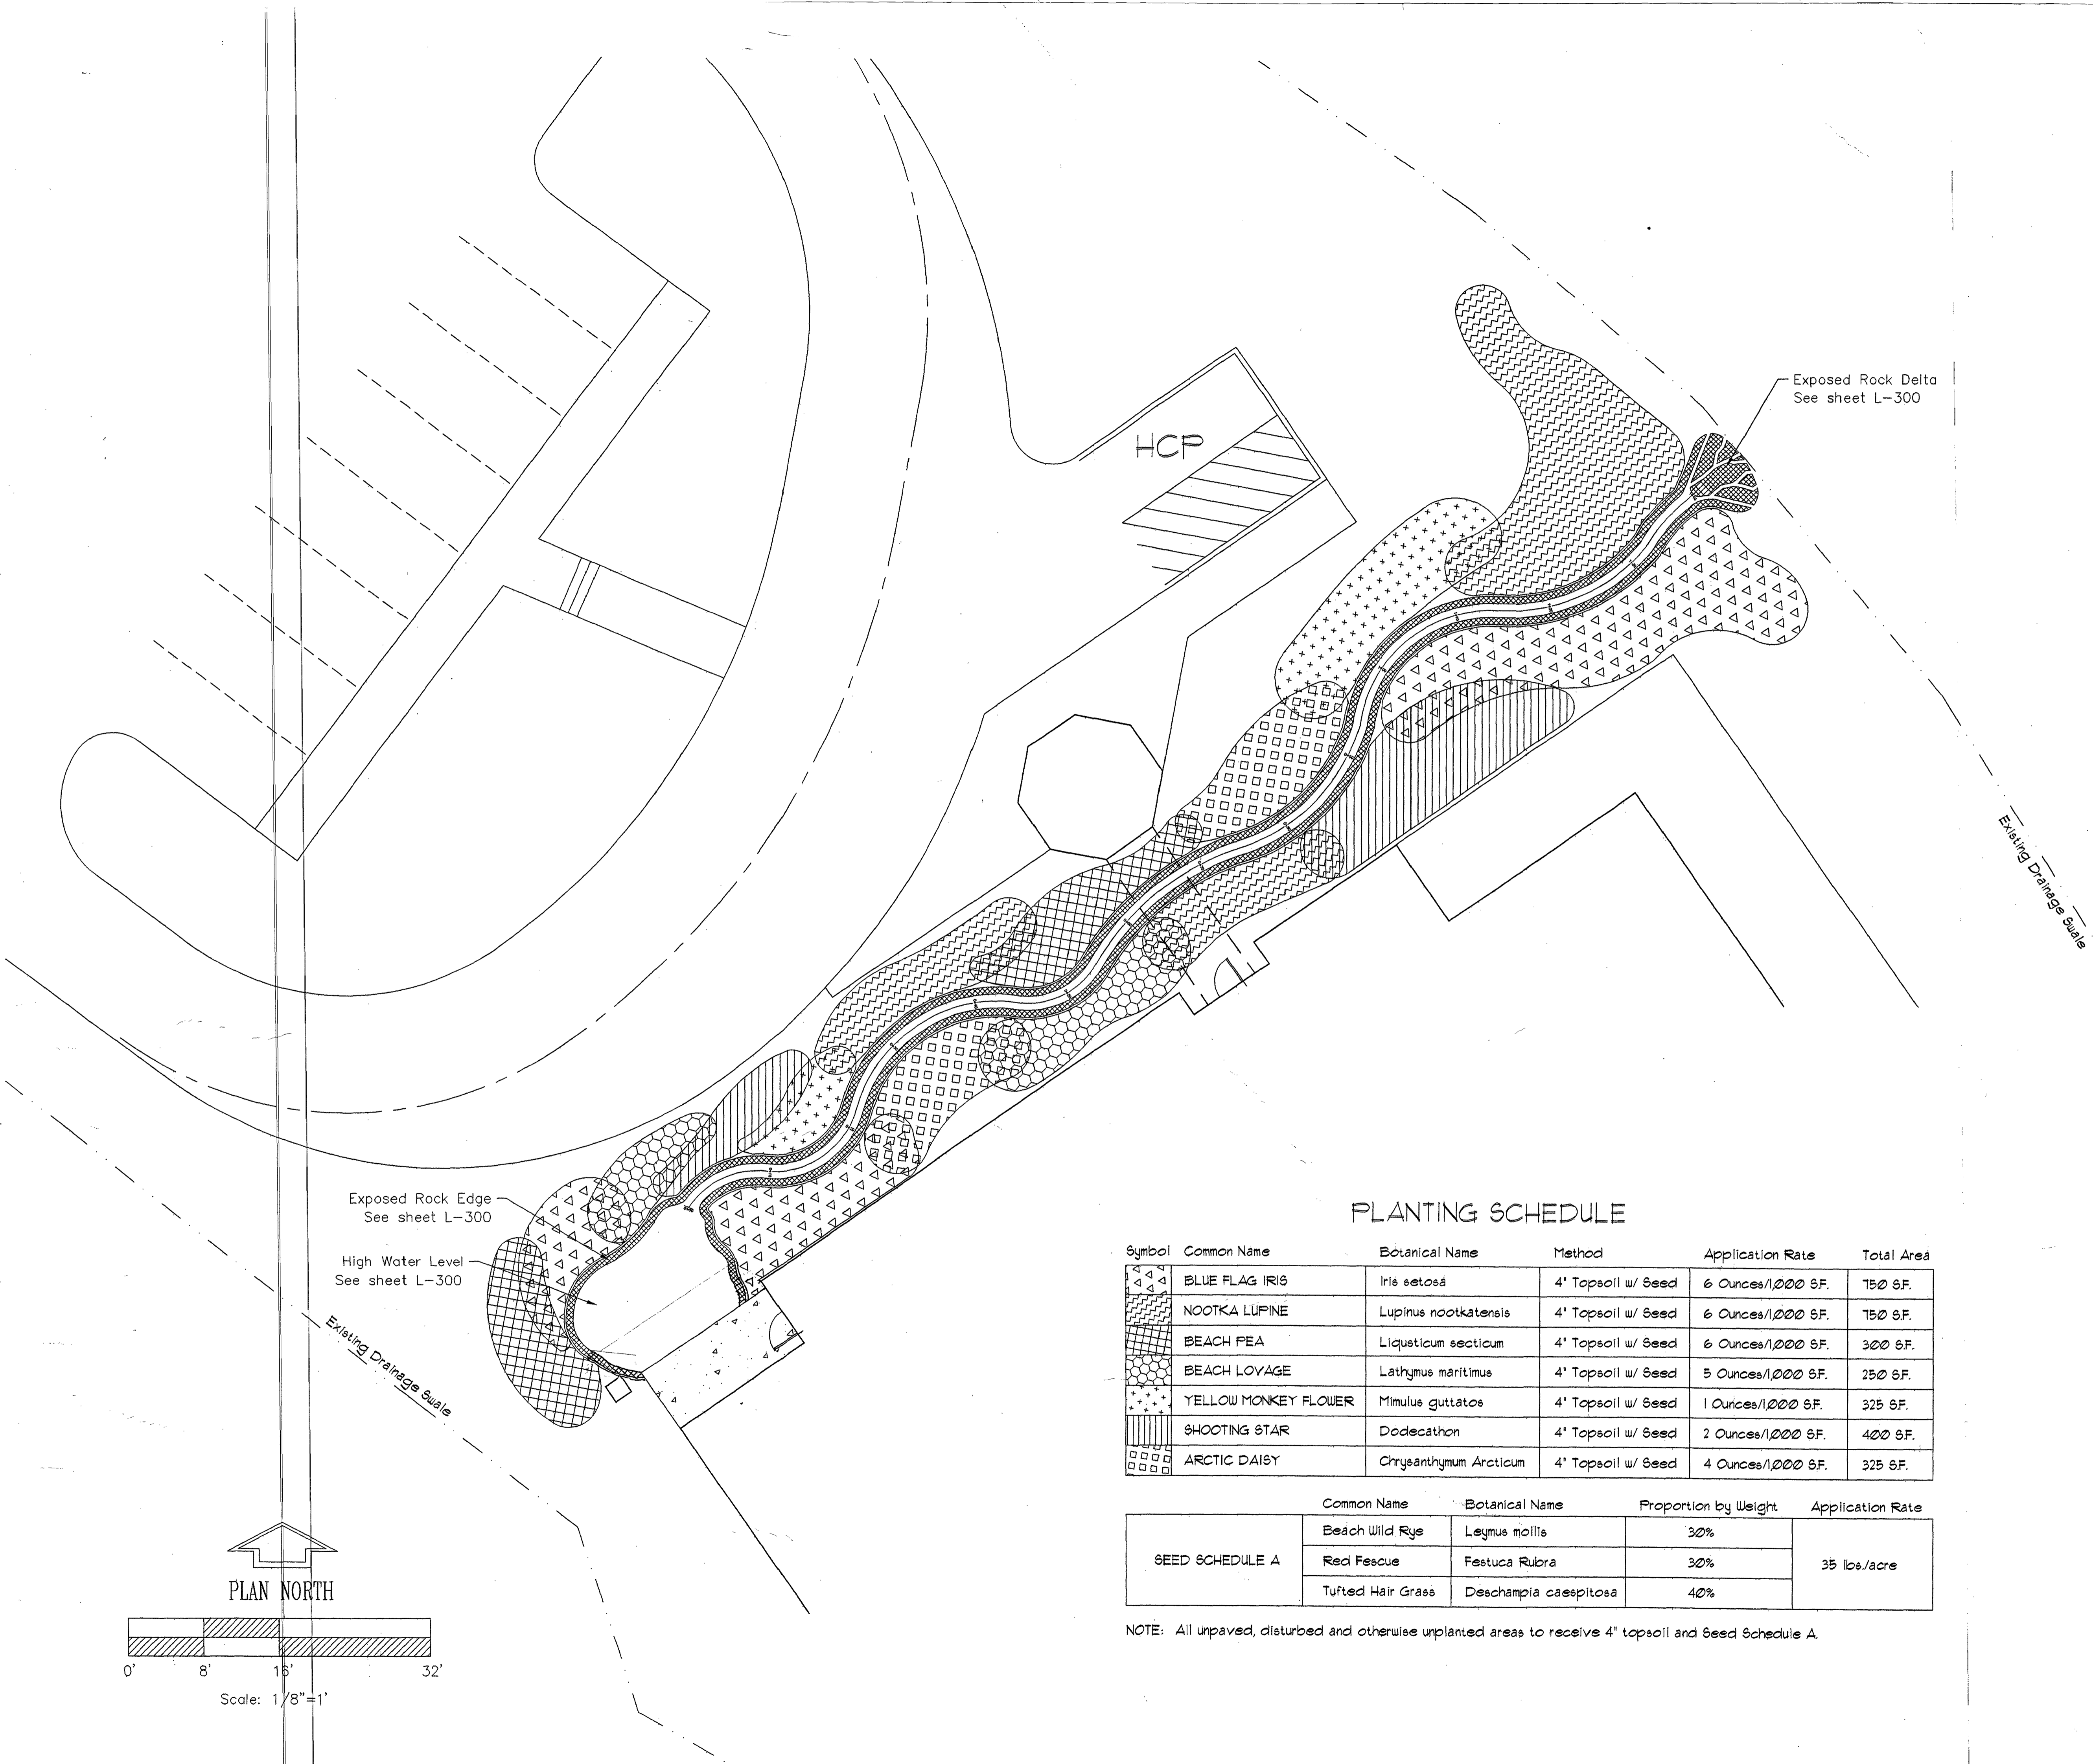 HCP
Exposed Rock Delta
See sheet L-300
Existing Drainage Swale
Exposed Rock Edge
See sheet L-300
High Water Level
See sheet L-300
Existing Drainage Swale
PLANTING SCHEDULE
Symbol Common Name Botanical Name Method Application Rate Total Area
BLUE FLAG IRIS Iris setosa 4" Topsoil w/ Seed 6 Ounces/1,000 S.F. 750 S.F.
NOOTKA LUPINE Lupinus nootkatensis 4" Topsoil w/ Seed 6 Ounces/1,000 S.F. 750 S.F.
BEACH PEA Liqusticum secticum 4" Topsoil w/ Seed 6 Ounces/1,000 S.F. 300 S.F.
BEACH LOVAGE Lathymus maritimus 4" Topsoil w/ Seed 5 Ounces/1,000 S.F. 250 S.F.
YELLOW MONKEY FLOWER Mimulus guttatos 4" Topsoil w/ Seed 1 Ounces/1,000 S.F. 325 S.F.
SHOOTING STAR Dodecathon 4" Topsoil w/ Seed 2 Ounces/1,000 S.F. 400 S.F.
ARCTIC DAISY Chrysanthymum Arcticum 4" Topsoil w/ Seed 4 Ounces/1,000 S.F. 325 S.F.
Common Name Botanical Name Proportion by Weight Application Rate
SEED SCHEDULE A
Beach Wild Rye Leymus mollis 30%
Red Fescue Festuca Rubra 30%
Tufted Hair Grass Deschampia caespitosa 40%
35 lbs./acre
NOTE: All unpaved, disturbed and otherwise unplanted areas to receive 4" topsoil and Seed Schedule A.
PLAN NORTH
0' 8' 16' 32'
Scale: 1/8"=1'